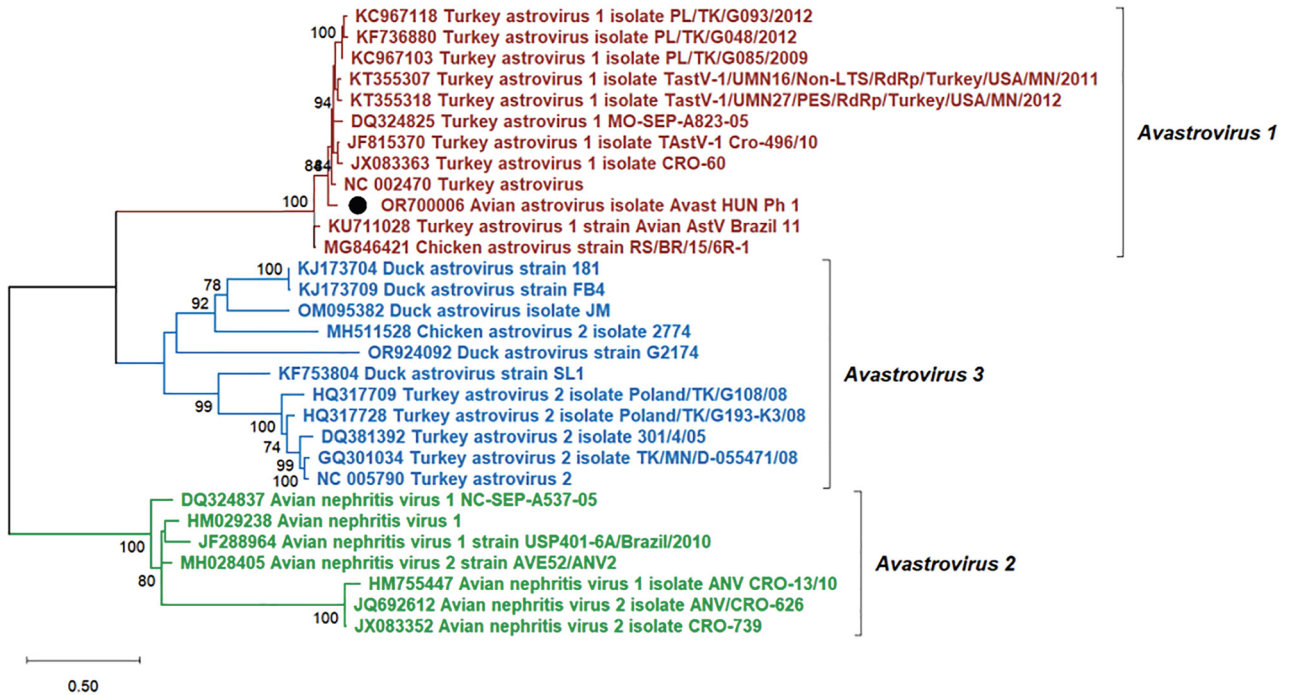 KC967118 Turkey astrovirus 1 isolate PL/TK/G093/2012
100
KF736880 Turkey astrovirus isolate PL/TK/G048/2012
KC967103 Turkey astrovirus 1 isolate PL/TK/G085/2009
KT355307 Turkey astrovirus 1 isolate TastV-1/UMN16/Non-LTS/RdRp/Turkey/USA/MN/2011
94
KT355318 Turkey astrovirus 1 isolate TastV-1/UMN27/PES/RdRp/Turkey/USA/MN/2012
DQ324825 Turkey astrovirus 1 MO-SEP-A823-05
Avastrovirus 1
JF815370 Turkey astrovirus 1 isolate TAstV-1 Cro-496/10
JX083363 Turkey astrovirus 1 isolate CRO-60
NC 002470 Turkey astrovirus
100
OR700006 Avian astrovirus isolate Avast HUN Ph 1
KU711028 Turkey astrovirus 1 strain Avian AstV Brazil 11
MG846421 Chicken astrovirus strain RS/BR/15/6R-1
100
KJ173704 Duck astrovirus strain 181
78
KJ173709 Duck astrovirus strain FB4
92
OM095382 Duck astrovirus isolate JM
MH511528 Chicken astrovirus 2 isolate 2774
OR924092 Duck astrovirus strain G2174
KF753804 Duck astrovirus strain SL1
Avastrovirus 3
99
HQ317709 Turkey astrovirus 2 isolate Poland/TK/G108/08
HQ317728 Turkey astrovirus 2 isolate Poland/TK/G193-K3/08
100
DQ381392 Turkey astrovirus 2 isolate 301/4/05
74
GQ301034 Turkey astrovirus 2 isolate TK/MN/D-055471/08
99
NC 005790 Turkey astrovirus 2
100
DQ324837 Avian nephritis virus 1 NC-SEP-A537-05
HM029238 Avian nephritis virus 1
JF288964 Avian nephritis virus 1 strain USP401-6A/Brazil/2010
100
MH028405 Avian nephritis virus 2 strain AVE52/ANV2
Avastrovirus 2
80
HM755447 Avian nephritis virus 1 isolate ANV CRO-13/10
JQ692612 Avian nephritis virus 2 isolate ANV/CRO-626
100
JX083352 Avian nephritis virus 2 isolate CRO-739
0.50